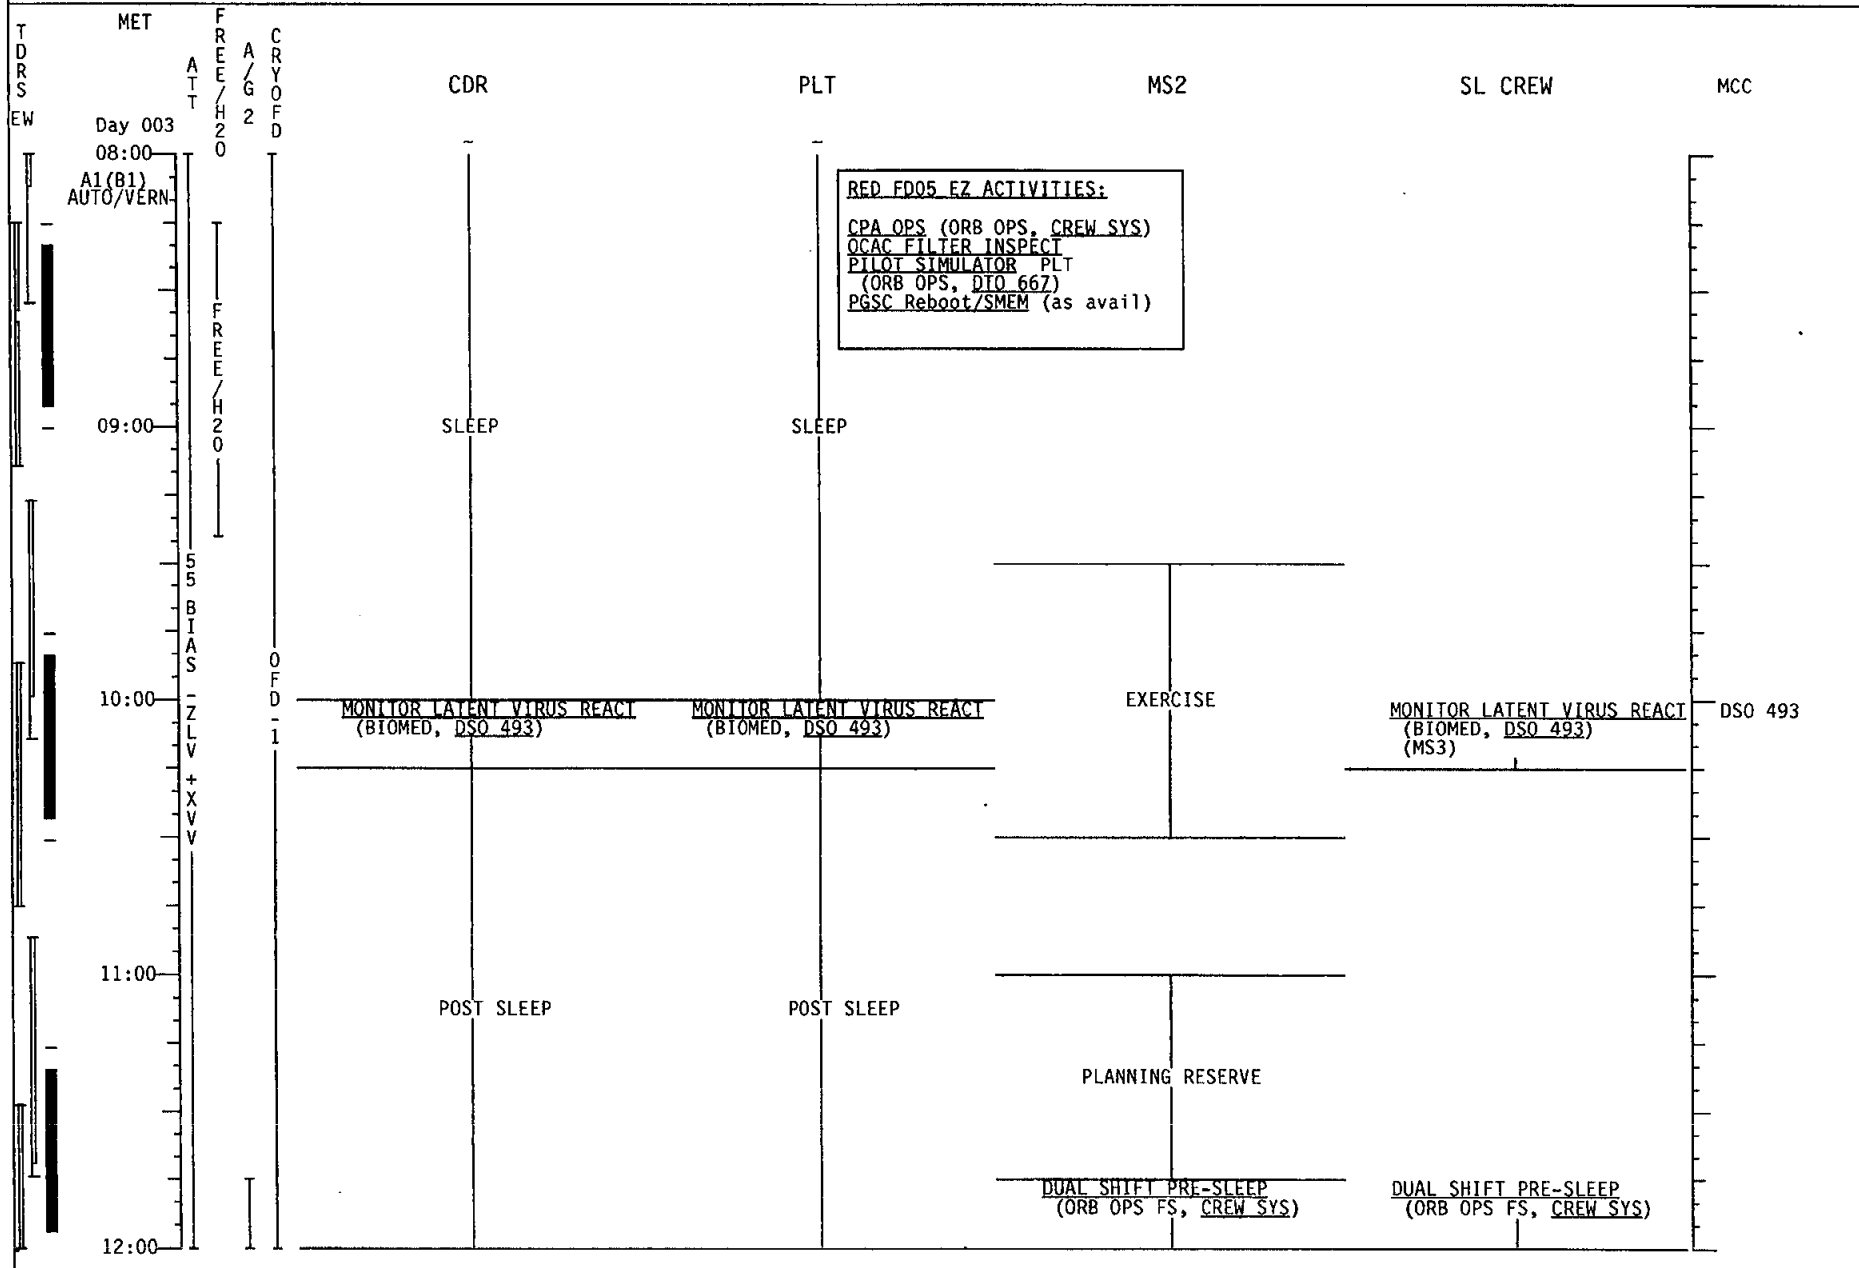 MET
TDRS
EW
ATT
FREE/H20
A/G 2
CRYOFD
CDR
PLT
MS2
SL CREW
MCC
Day 003
08:00
A1(B1)
AUTO/VERN
~
~
RED FD05 EZ ACTIVITIES:
CPA OPS (ORB OPS, CREW SYS)
OCAC FILTER INSPECT
PILOT SIMULATOR PLT
(ORB OPS, DTO 667)
PGSC Reboot/SMEM (as avail)
FREE/H20
09:00
SLEEP
SLEEP
55 BIAS -ZLV +XVV
OFD-1
10:00
MONITOR LATENT VIRUS REACT
(BIOMED, DSO 493)
MONITOR LATENT VIRUS REACT
(BIOMED, DSO 493)
EXERCISE
MONITOR LATENT VIRUS REACT
(BIOMED, DSO 493)
(MS3)
DSO 493
11:00
POST SLEEP
POST SLEEP
PLANNING RESERVE
DUAL SHIFT PRE-SLEEP
(ORB OPS FS, CREW SYS)
DUAL SHIFT PRE-SLEEP
(ORB OPS FS, CREW SYS)
12:00